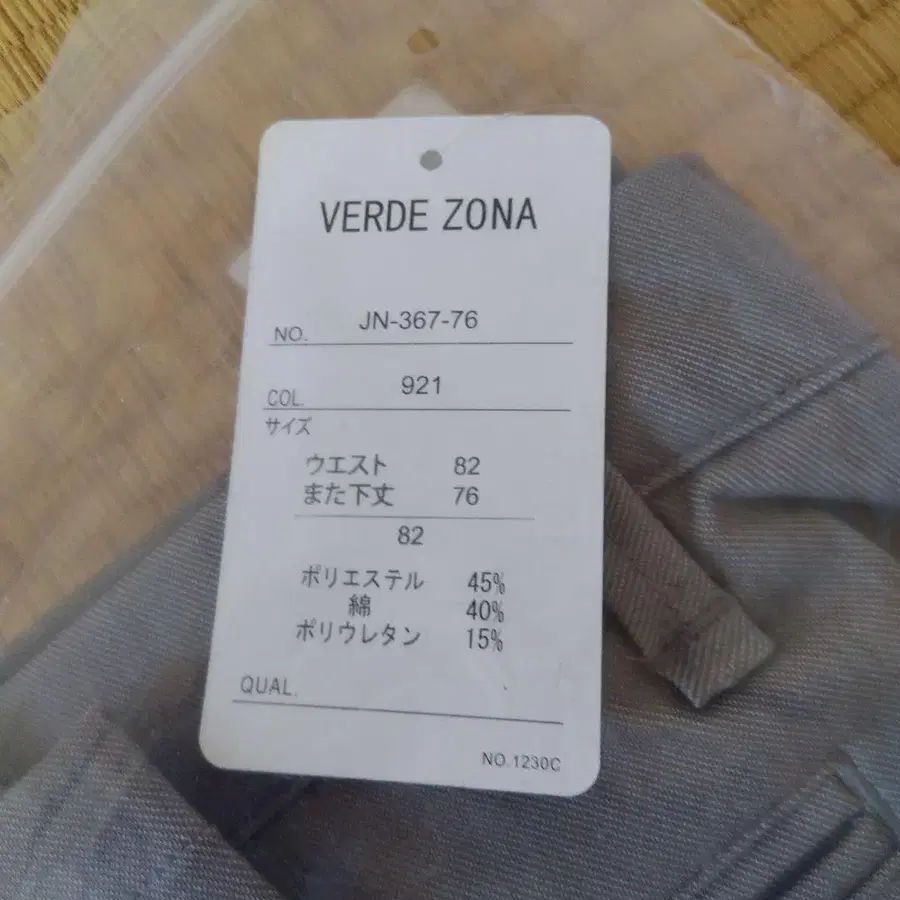 VERDE ZONA
NO. JN-367-76
COL. 921
サイズ
ウエスト 82
また下丈 76
82
ポリエステル 45%
綿 40%
ポリウレタン 15%
QUAL.
NO.1230C